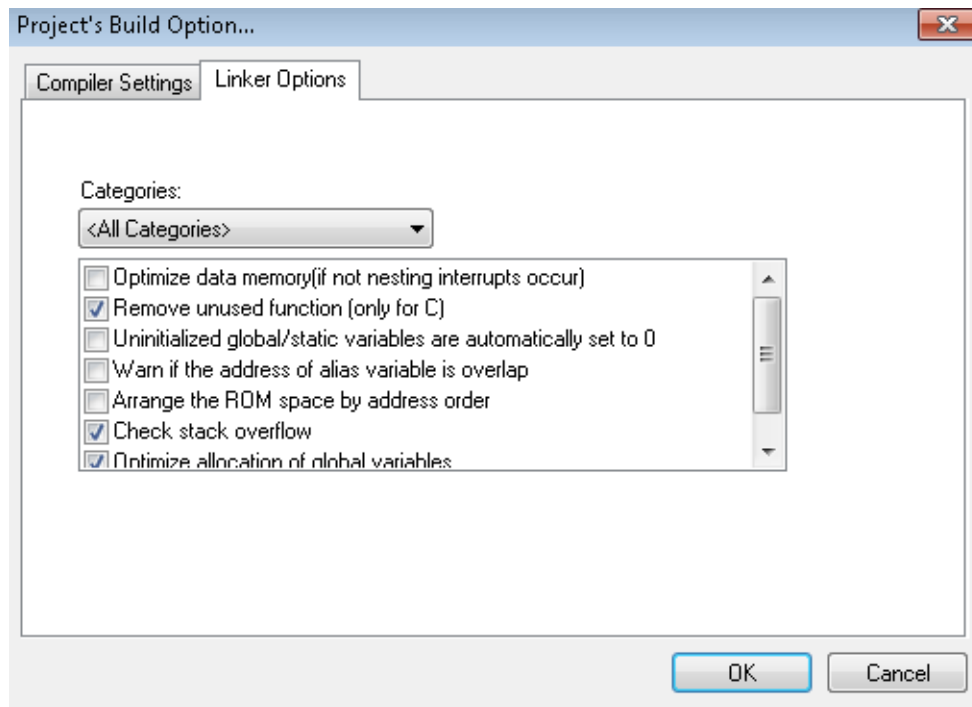 Project's Build Option...
Compiler Settings
Linker Options
Categories:
<All Categories>
Optimize data memory(if not nesting interrupts occur)
Remove unused function (only for C)
Uninitialized global/static variables are automatically set to 0
Warn if the address of alias variable is overlap
Arrange the ROM space by address order
Check stack overflow
Optimize allocation of global variables
OK
Cancel